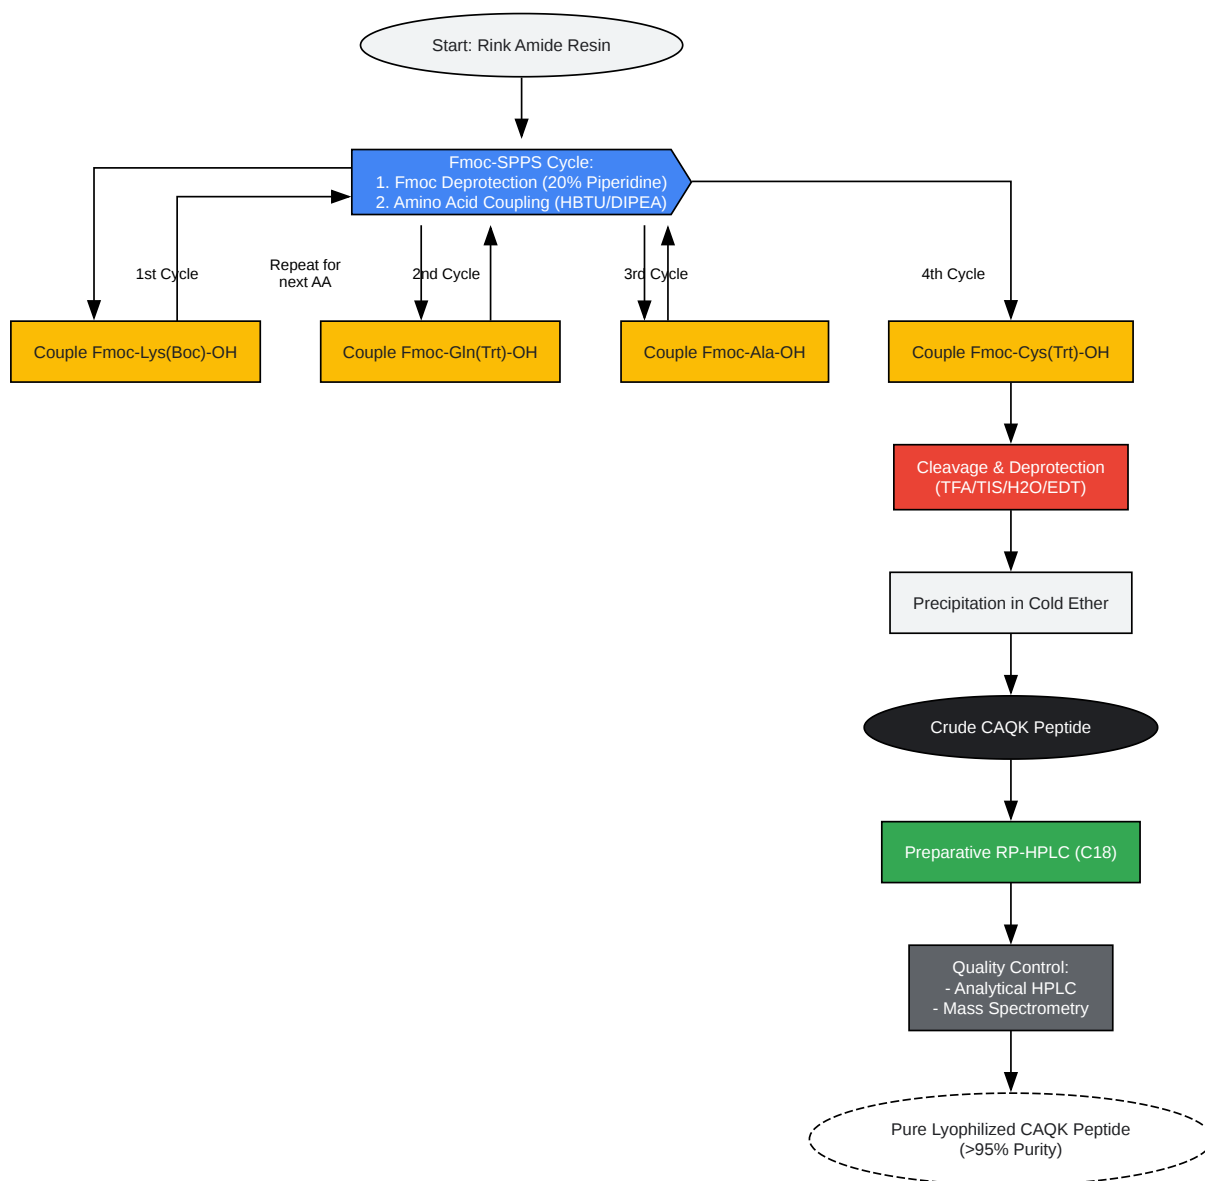 Start: Rink Amide Resin
Fmoc-SPPS Cycle:
1. Fmoc Deprotection (20% Piperidine)
2. Amino Acid Coupling (HBTU/DIPEA)
1st Cycle
Repeat for
next AA
2nd Cycle
3rd Cycle
4th Cycle
Couple Fmoc-Lys(Boc)-OH
Couple Fmoc-Gln(Trt)-OH
Couple Fmoc-Ala-OH
Couple Fmoc-Cys(Trt)-OH
Cleavage & Deprotection
(TFA/TIS/H2O/EDT)
Precipitation in Cold Ether
Crude CAQK Peptide
Preparative RP-HPLC (C18)
Quality Control:
- Analytical HPLC
- Mass Spectrometry
Pure Lyophilized CAQK Peptide
(>95% Purity)